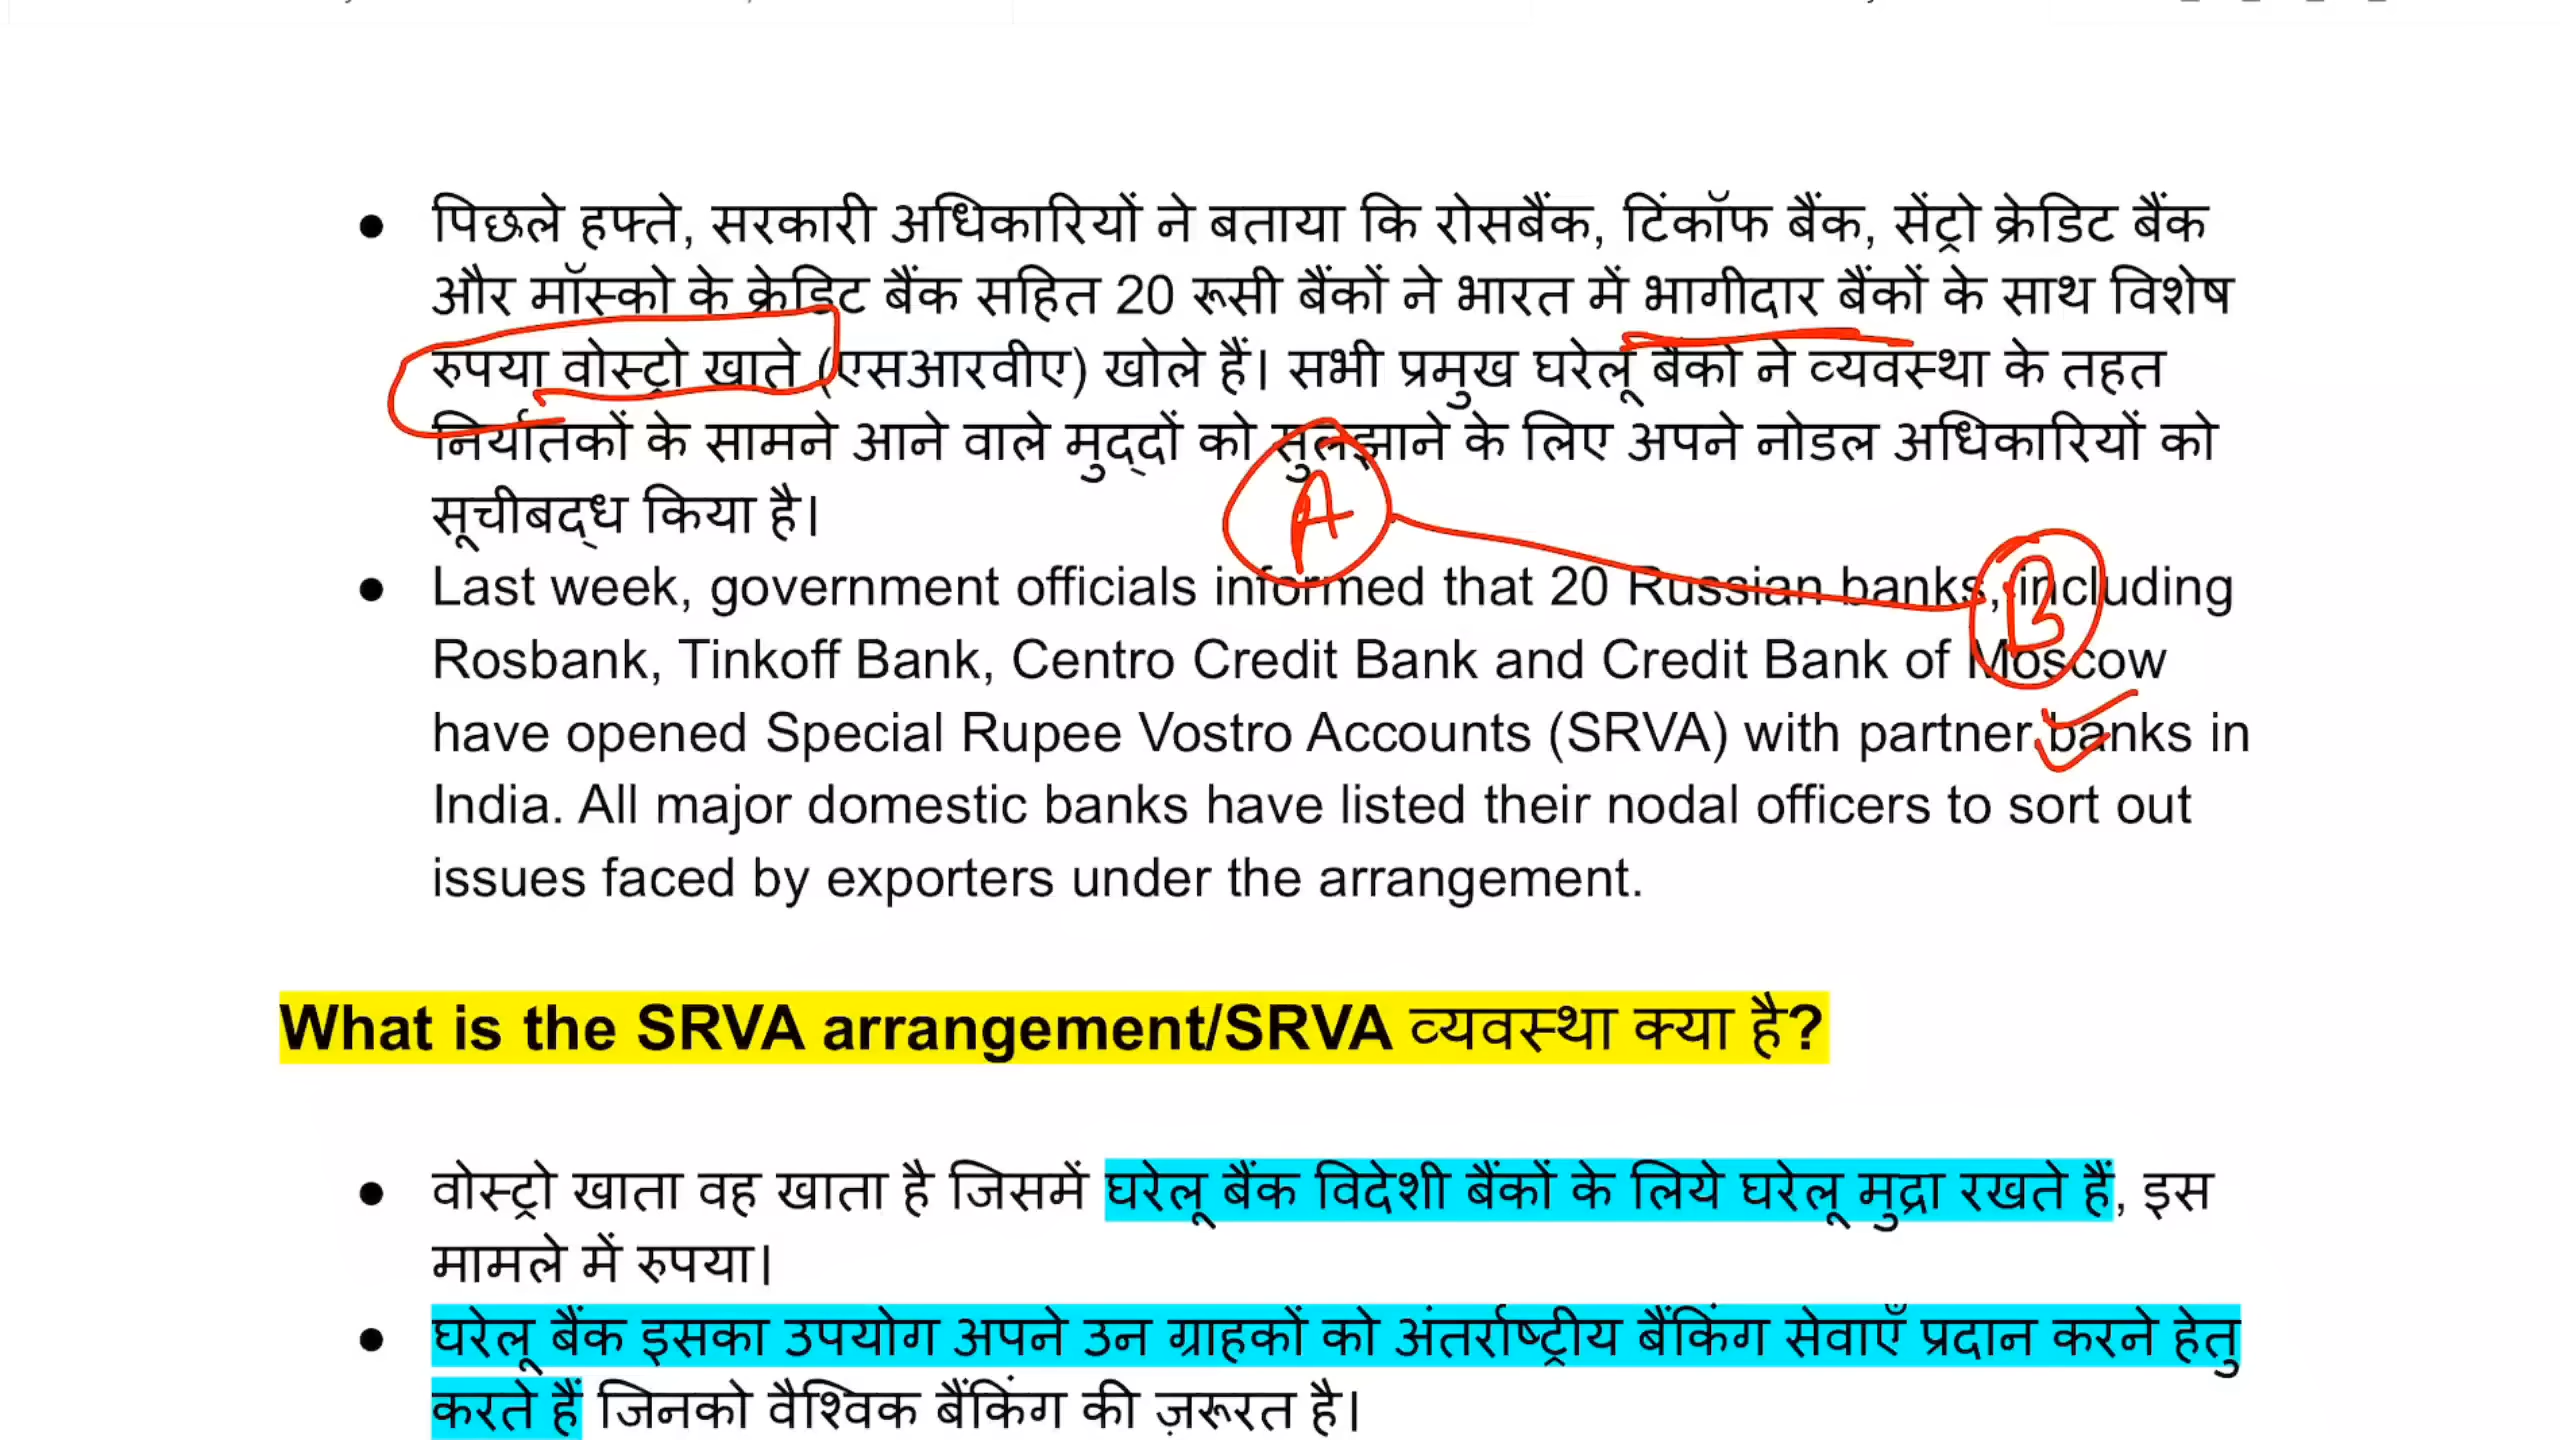 पिछले हफ्ते, सरकारी अधिकारियों ने बताया कि रोसबैंक, टिंकॉफ बैंक, सेंट्रो क्रेडिट बैंक
और मॉस्को के क्रेडिट बैंक सहित 20 रूसी बैंकों ने भारत में भागीदार बैंकों के साथ विशेष
रुपया वोस्ट्रो खाते (एसआरवीए) खोले हैं। सभी प्रमुख घरेलू बैंकों ने व्यवस्था के तहत
निर्यातकों के सामने आने वाले मुद्दों को सुलझाने के लिए अपने नोडल अधिकारियों को
सूचीबद्ध किया है।
A
B
Last week, government officials informed that 20 Russian banks, including
Rosbank, Tinkoff Bank, Centro Credit Bank and Credit Bank of Moscow
have opened Special Rupee Vostro Accounts (SRVA) with partner banks in
India. All major domestic banks have listed their nodal officers to sort out
issues faced by exporters under the arrangement.
What is the SRVA arrangement/SRVA व्यवस्था क्या है?
वोस्ट्रो खाता वह खाता है जिसमें घरेलू बैंक विदेशी बैंकों के लिये घरेलू मुद्रा रखते हैं, इस
मामले में रुपया।
घरेलू बैंक इसका उपयोग अपने उन ग्राहकों को अंतर्राष्ट्रीय बैंकिंग सेवाएँ प्रदान करने हेतु
करते हैं जिनको वैश्विक बैंकिंग की ज़रूरत है।